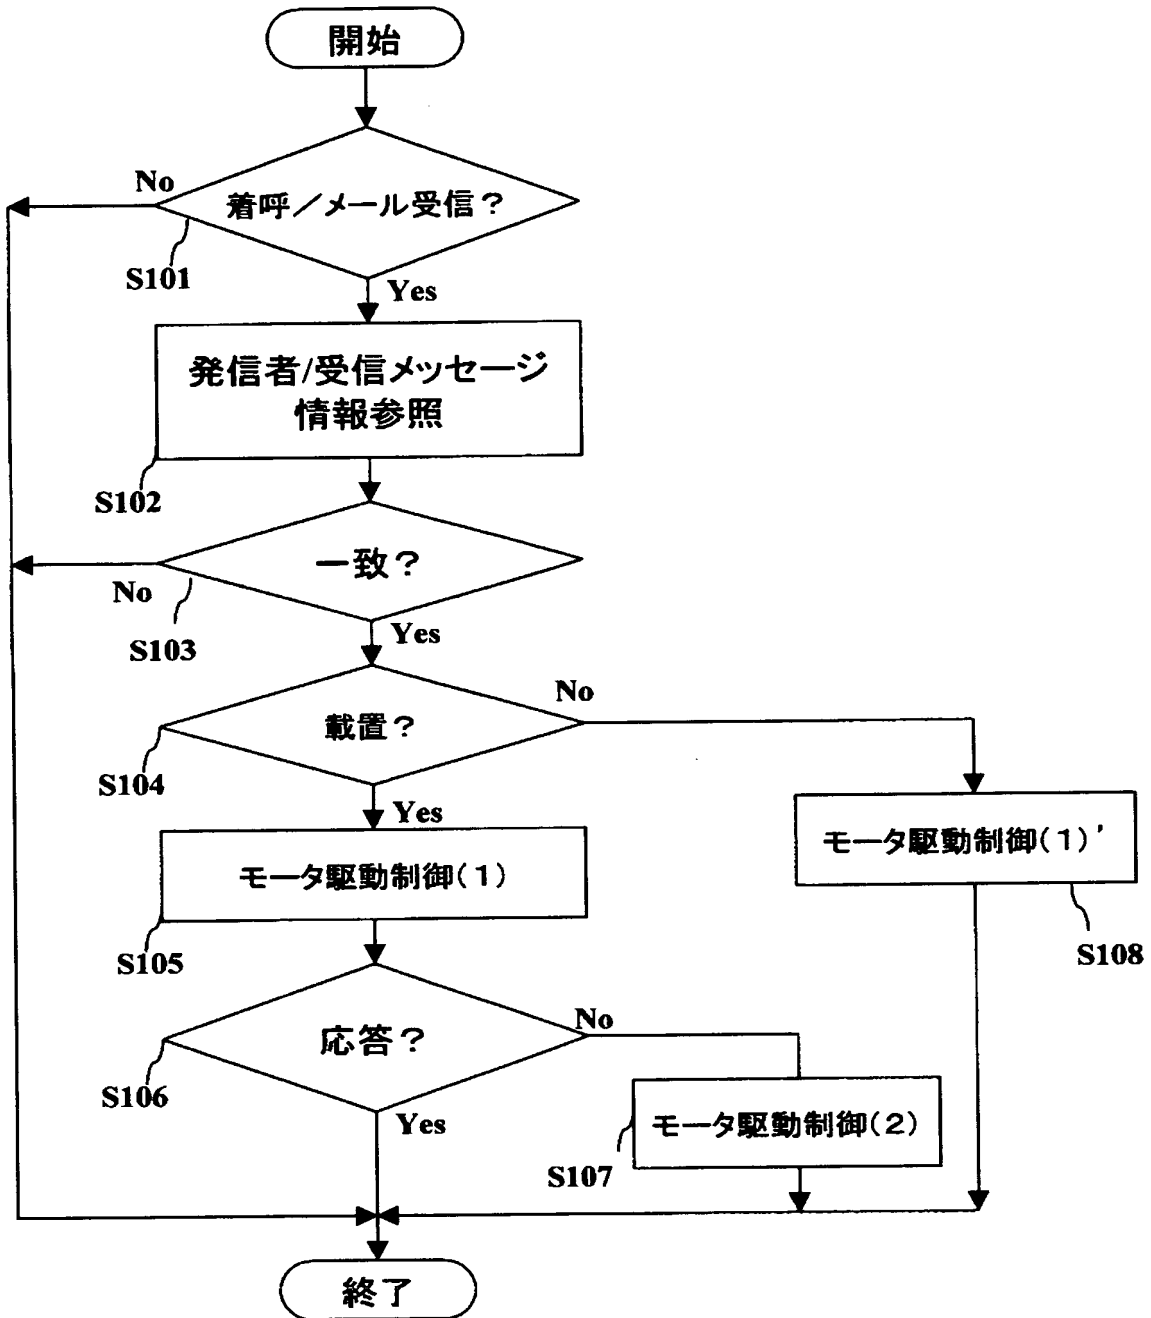 開始
No
着呼／メール受信？
S101
Yes
発信者/受信メッセージ
情報参照
S102
一致？
No
S103
Yes
No
載置？
S104
Yes
モータ駆動制御(１)
モータ駆動制御(１)'
S105
S108
応答？
No
S106
Yes
モータ駆動制御(２)
S107
終了